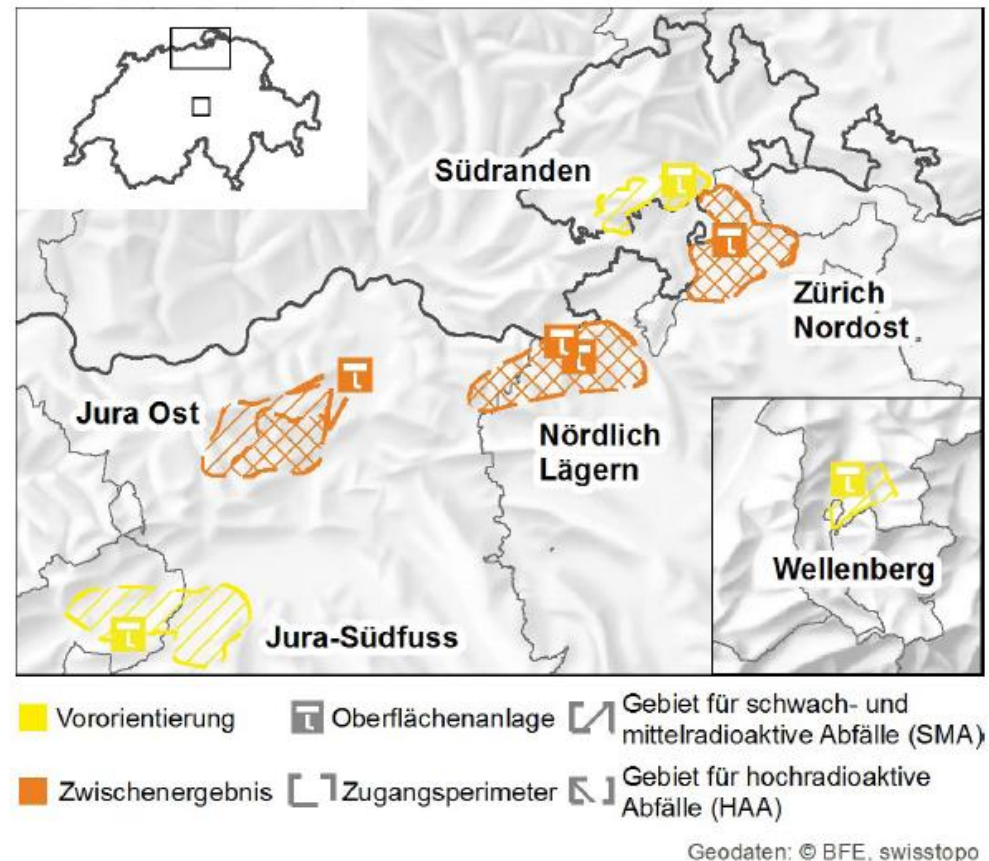 Südranden
Zürich
Nordost
Jura Ost
Nördlich
Lägern
Wellenberg
Jura-Südfuss
Vororientierung
Oberflächenanlage
Gebiet für schwach- und
mittelradioaktive Abfälle (SMA)
Zwischenergebnis
Zugangsperimeter
Gebiet für hochradioaktive
Abfälle (HAA)
Geodaten: © BFE, swisstopo